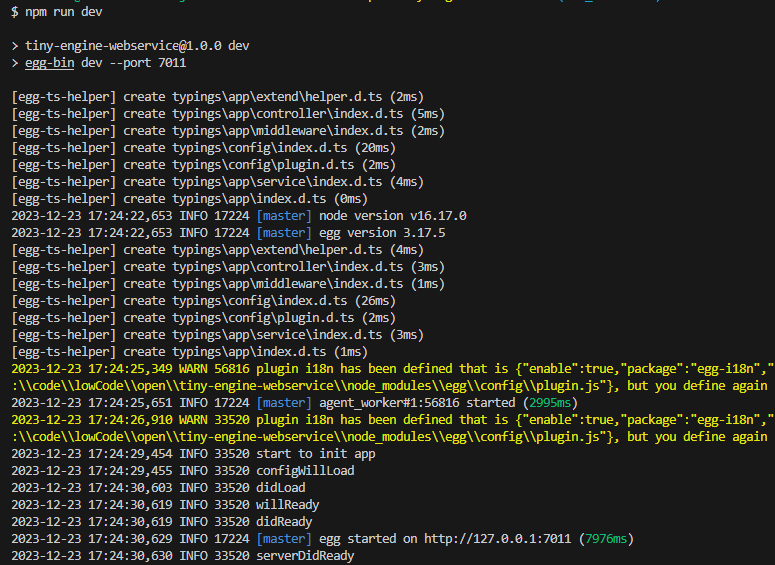 $ npm run dev
> tiny-engine-webservice@1.0.0 dev
> egg-bin dev --port 7011
[egg-ts-helper] create typings\app\extend\helper.d.ts (2ms)
[egg-ts-helper] create typings\app\controller\index.d.ts (5ms)
[egg-ts-helper] create typings\app\middleware\index.d.ts (2ms)
[egg-ts-helper] create typings\config\index.d.ts (20ms)
[egg-ts-helper] create typings\config\plugin.d.ts (2ms)
[egg-ts-helper] create typings\app\service\index.d.ts (4ms)
[egg-ts-helper] create typings\app\index.d.ts (0ms)
2023-12-23 17:24:22,653 INFO 17224 [master] node version v16.17.0
2023-12-23 17:24:22,653 INFO 17224 [master] egg version 3.17.5
[egg-ts-helper] create typings\app\extend\helper.d.ts (4ms)
[egg-ts-helper] create typings\app\controller\index.d.ts (3ms)
[egg-ts-helper] create typings\app\middleware\index.d.ts (1ms)
[egg-ts-helper] create typings\config\index.d.ts (26ms)
[egg-ts-helper] create typings\config\plugin.d.ts (2ms)
[egg-ts-helper] create typings\app\service\index.d.ts (3ms)
[egg-ts-helper] create typings\app\index.d.ts (1ms)
2023-12-23 17:24:25,349 WARN 56816 plugin i18n has been defined that is {"enable":true,"package":"egg-i18n","
:\\code\\lowCode\\open\\tiny-engine-webservice\\node_modules\\egg\\config\\plugin.js"}, but you define again
2023-12-23 17:24:25,651 INFO 17224 [master] agent_worker#1:56816 started (2995ms)
2023-12-23 17:24:26,910 WARN 33520 plugin i18n has been defined that is {"enable":true,"package":"egg-i18n","
:\\code\\lowCode\\open\\tiny-engine-webservice\\node_modules\\egg\\config\\plugin.js"}, but you define again
2023-12-23 17:24:29,454 INFO 33520 start to init app
2023-12-23 17:24:29,455 INFO 33520 configWillLoad
2023-12-23 17:24:30,603 INFO 33520 didLoad
2023-12-23 17:24:30,619 INFO 33520 willReady
2023-12-23 17:24:30,619 INFO 33520 didReady
2023-12-23 17:24:30,629 INFO 17224 [master] egg started on http://127.0.0.1:7011 (7976ms)
2023-12-23 17:24:30,630 INFO 33520 serverDidReady